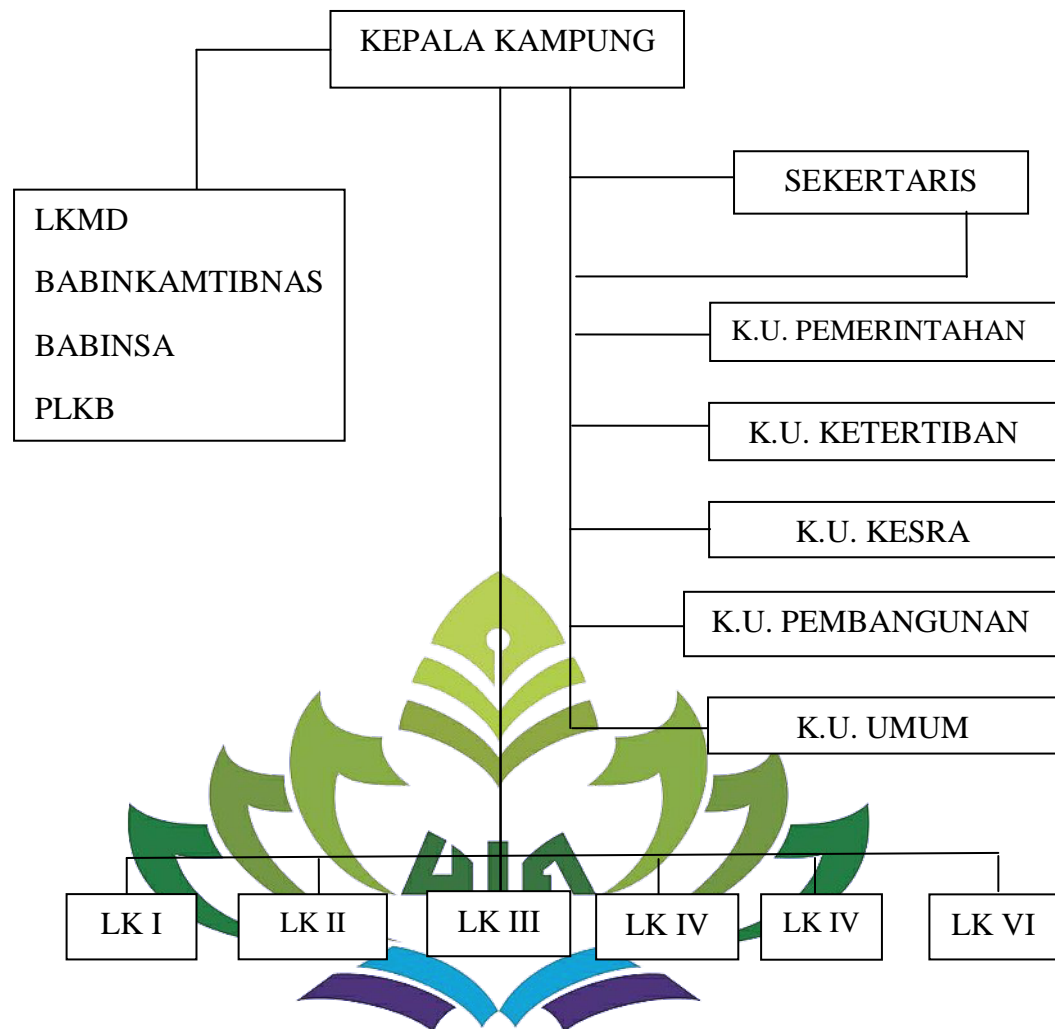 KEPALA KAMPUNG
SEKERTARIS
LKMD
BABINKAMTIBNAS
BABINSA
PLKB
K.U. PEMERINTAHAN
K.U. KETERTIBAN
K.U. KESRA
K.U. PEMBANGUNAN
K.U. UMUM
LK I
LK II
LK III
LK IV
LK IV
LK VI